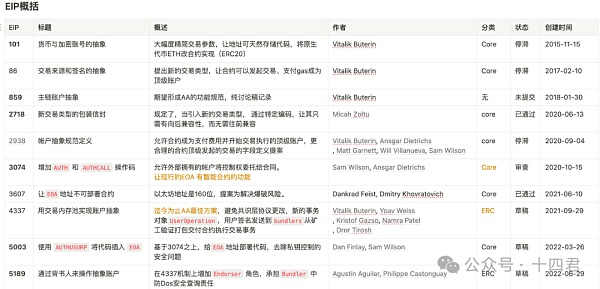 EIP概括
EIP 标题 概述 作者 分类 状态 创建时间
101 货币与加密账号的抽象 大幅度精简交易参数，让地址可天然存储代码，将原生代币ETH改合约实现（ERC20） Vitalik Buterin Core 停滞 2015-11-15
86 交易来源和签名的抽象 提出新的交易类型，让合约可以发起交易、支付gas成为顶级账户 Vitalik Buterin Core 停滞 2017-02-10
859 主链账户抽象 期望形成AA的功能规范，纯讨论稿记录 Vitalik Buterin 无 未提交 2018-01-30
2718 新交易类型的包装信封 规定了，当引入新的交易类型，通过特定编码，让其只需有向后兼容性，而无需往前兼容 Micah Zoltu core 已通过 2020-06-13
2938 帐户抽象规范定义 允许合约成为支付费用并开始交易执行的顶级账户，更合理的合约顶级发起的交易的字段定义提案 Vitalik Buterin, Ansgar Dietrichs, Matt Garnett, Will Villanueva, Sam Wilson Core 停滞 2020-09-04
3074 增加 AUTH 和 AUTHCALL 操作码 允许外部拥有的帐户将控制权委托给合同。
让现行的EOA 有智能合约的功能 Sam Wilson, Ansgar Dietrichs Core 审查 2020-10-15
3607 让 EOA 地址不可部署合约 以太坊地址是160位，提案为解决爆破风险。 Dankrad Feist, Dmitry Khovratovich Core 已通过 2021-06-10
4337 用交易内存池实现账户抽象 迄今为止AA最佳方案，避免共识层协议更改，新的事务对象 UserOperation，用户签名发送到 bundlers 从矿工验证打包交付合约执行交易事务 Vitalik Buterin, Yoav Weiss, Kristof Gazso, Namra Patel, Dror Tirosh ERC 草稿 2021-09-29
5003 使用 AUTHUSURP 将代码插入 EOA 基于3074之上，给 EOA 地址部署代码，去除私钥控制的安全问题 Dan Finlay, Sam Wilson Core 草稿 2022-03-26
5189 通过背书人来操作抽象账户 在4337机制上增加 Endorser 角色，承担 Bundler 中防Dos安全查询责任 Agustín Aguilar, Philippe Castonguay ERC 草稿 2022-06-29
公众号·十四君